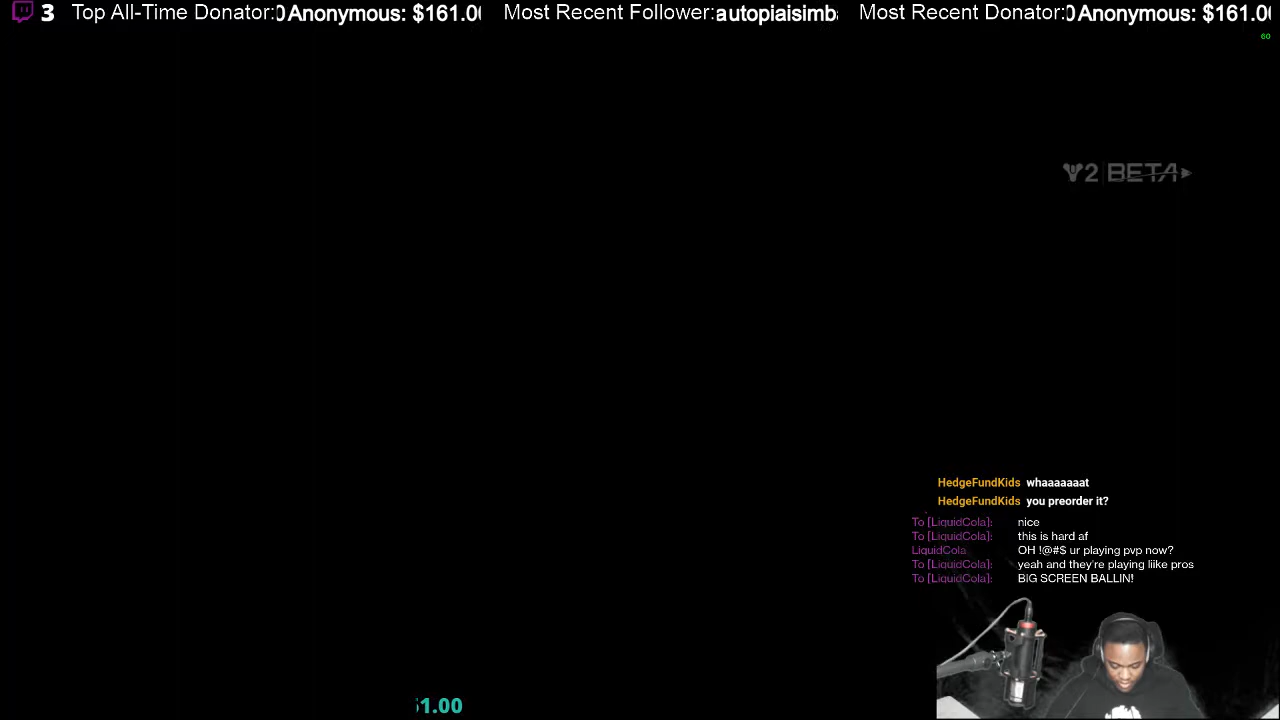 3 Top All-Time Donator: 0 Anonymous: $161.0 Most Recent Follower: autopiaisimb Most Recent Donator: 0 Anonymous: $161.0
60
2 BETA
HedgeFundKids whaaaaaaat
HedgeFundKids you preorder it?
To [LiquidCola]: nice
To [LiquidCola]: this is hard af
LiquidCola OH !@#$ ur playing pvp now?
To [LiquidCola]: yeah and they're playing liike pros
To [LiquidCola]: BIG SCREEN BALLIN!
1.00